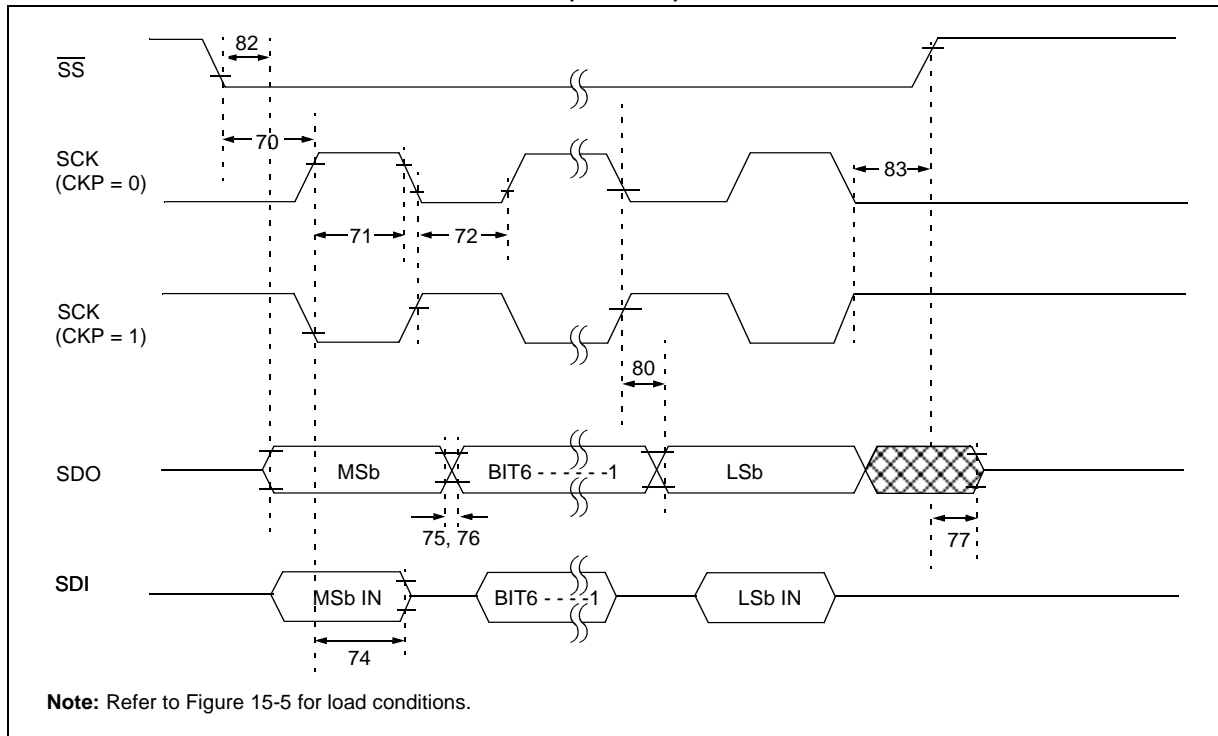 82
SS
70
SCK
(CKP = 0)
83
71
72
SCK
(CKP = 1)
80
SDO
MSb
BIT6 - - - - - -1
LSb
75, 76
77
SDI
MSb IN
BIT6 - - - -1
LSb IN
74
Note: Refer to Figure 15-5 for load conditions.